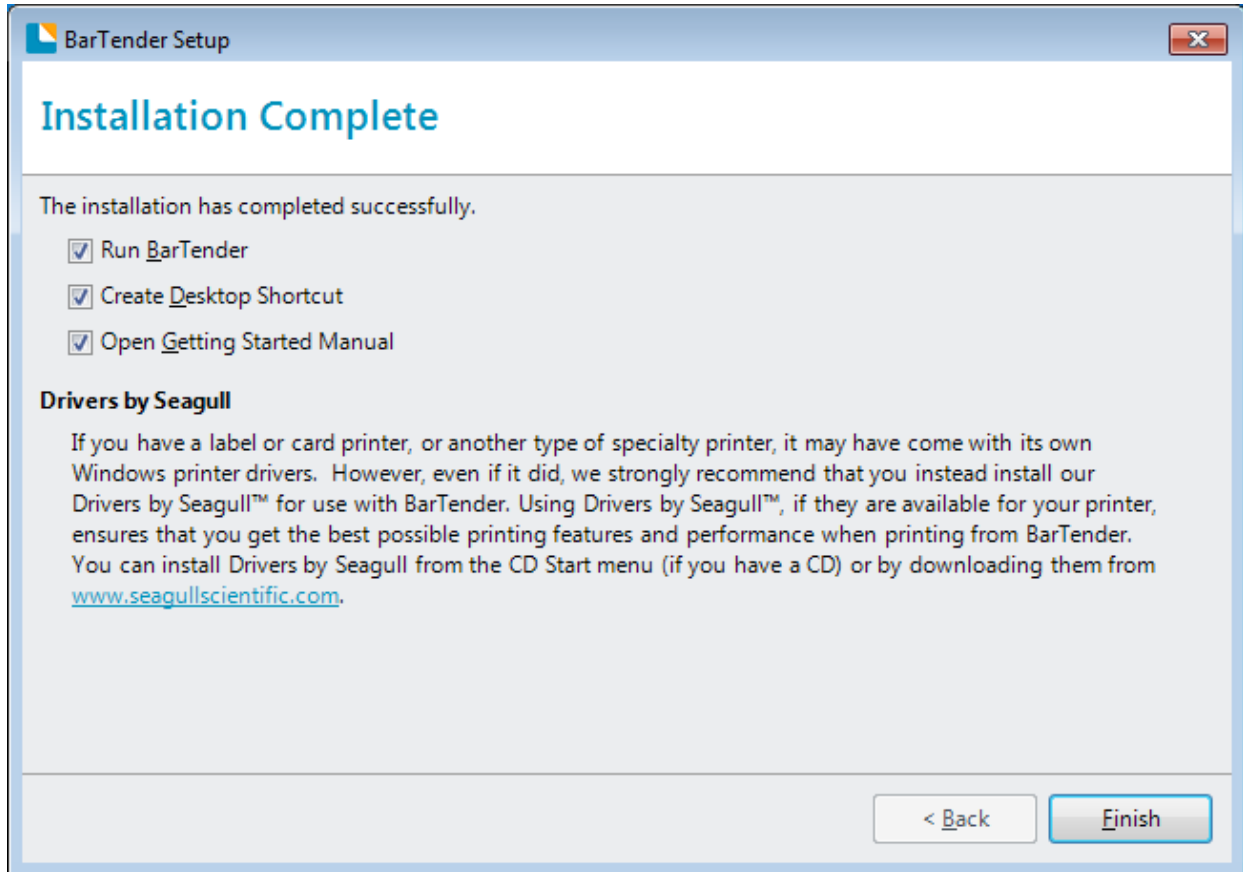 BarTender Setup
Installation Complete
The installation has completed successfully.
Run BarTender
Create Desktop Shortcut
Open Getting Started Manual
Drivers by Seagull
If you have a label or card printer, or another type of specialty printer, it may have come with its own
Windows printer drivers.  However, even if it did, we strongly recommend that you instead install our
Drivers by Seagull™ for use with BarTender. Using Drivers by Seagull™, if they are available for your printer,
ensures that you get the best possible printing features and performance when printing from BarTender.
You can install Drivers by Seagull from the CD Start menu (if you have a CD) or by downloading them from
www.seagullscientific.com.
< Back
Finish